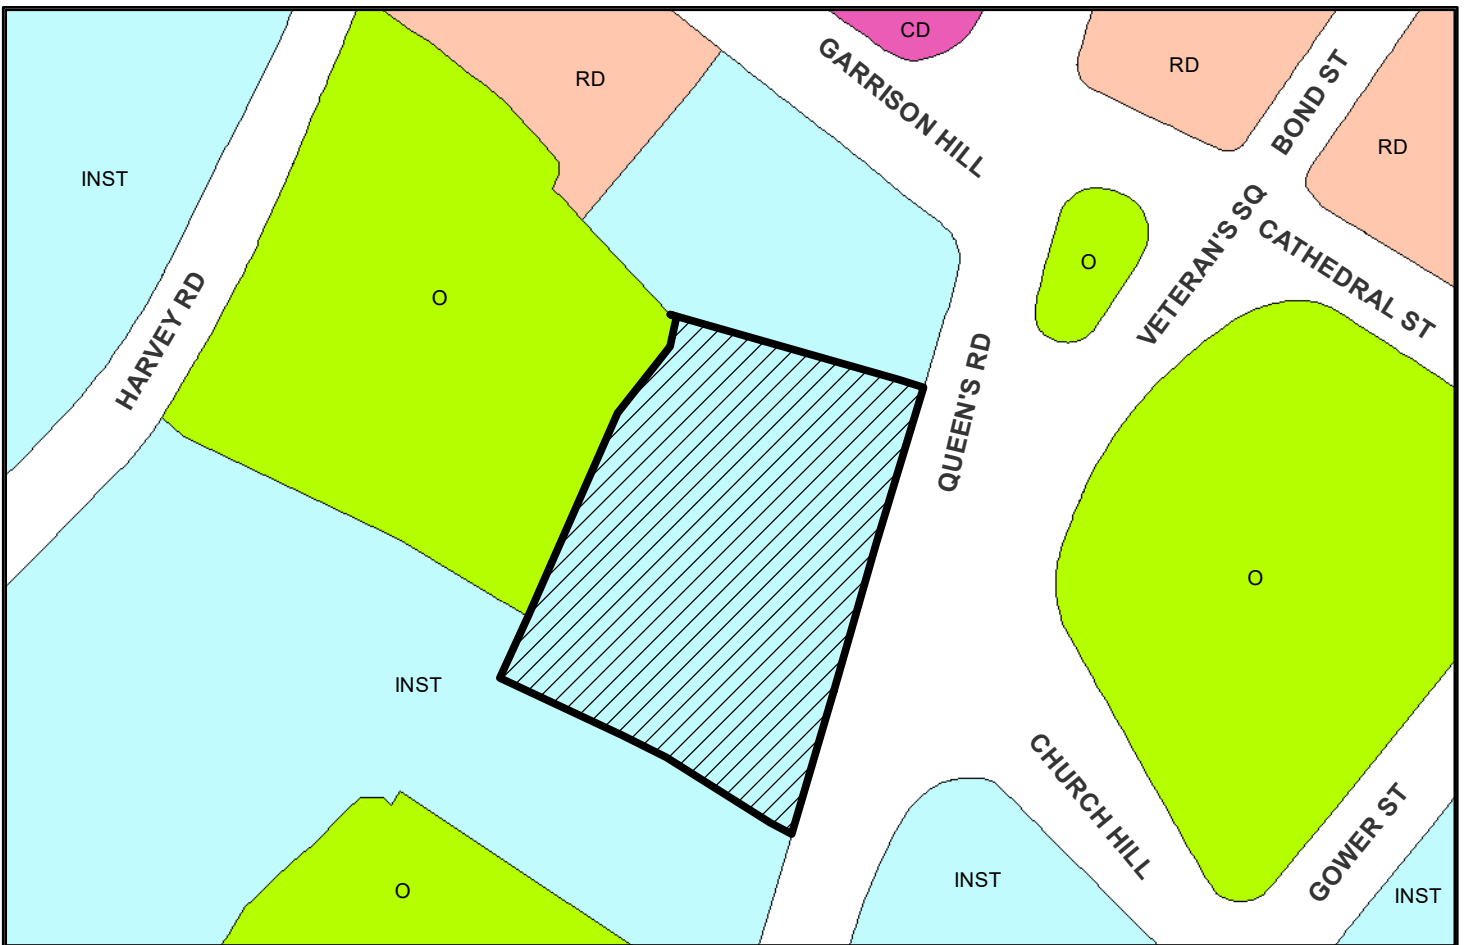 CD
GARRISON HILL
RD
RD
BOND ST
RD
INST
VETERAN'S SQ
CATHEDRAL ST
O
O
HARVEY RD
QUEEN'S RD
O
INST
CHURCH HILL
GOWER ST
INST
O
INST